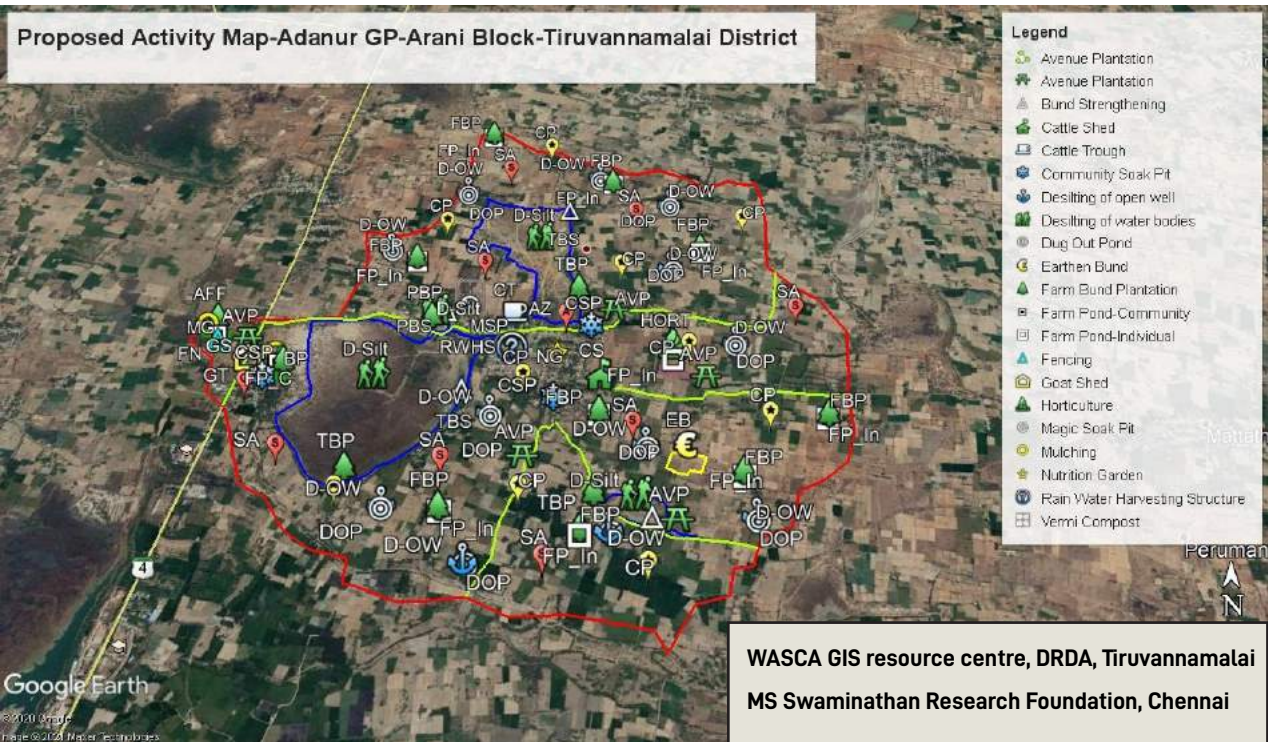 Proposed Activity Map-Adanur GP-Arani Block-Tiruvannamalai District
Legend
Avenue Plantation
Avenue Plantation
Bund Strengthening
Cattle Shed
Cattle Trough
Community Soak Pit
Desilting of open well
Desilting of water bodies
Dug Out Pond
Earthen Bund
Farm Bund Plantation
Farm Pond-Community
Farm Pond-Individual
Fencing
Goat Shed
Horticulture
Magic Soak Pit
Mulching
Nutrition Garden
Rain Water Harvesting Structure
Vermi Compost
FBP
CP
FP_In
SA
D-OW
D-OW
FBP
FP_In
SA
D-OW
CP
DOP
D-Silt
DOP
FBP
CP
D-OW
FBP
TBS
D-OW
FP_In
SA
TBP
CP
DOP
FP_In
AFF
AVP
PBP
D-Silt
CT
AZ
CSP
AVP
SA
MG
GS
CSP
BP
PBS
MSP
HORT
D-OW
FN
D-Silt
RWHS
CP
NG
CS
CP
AVP
DOP
GT
FP_C
CSP
FP_In
D-OW
FBP
SA
EB
CP
FBP
TBS
D-OW
FP_In
SA
TBP
SA
DOP
AVP
DOP
FBP
D-OW
FBP
CP
D-Silt
FP_In
TBP
AVP
DOP
FP_In
FBP
D-OW
D-OW
DOP
D-OW
SA
FP_In
CP
DOP
4
Peruman
N
Google Earth
WASCA GIS resource centre, DRDA, Tiruvannamalai
MS Swaminathan Research Foundation, Chennai